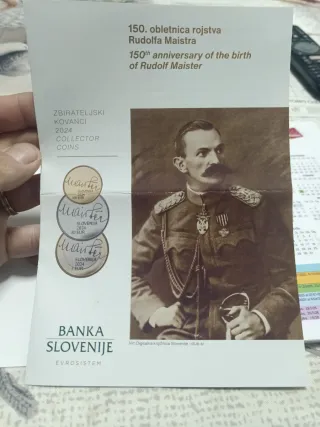 150. obletnica rojstva
Rudolfa Maistra
150th anniversary of the birth
of Rudolf Maister
ZBIRATELJSKI
KOVANCI
2024
COLLECTOR
COINS
SLOVENIJA
2024
SLOVENIJA
2024
BANKA
SLOVENIJE
EVROSISTEM